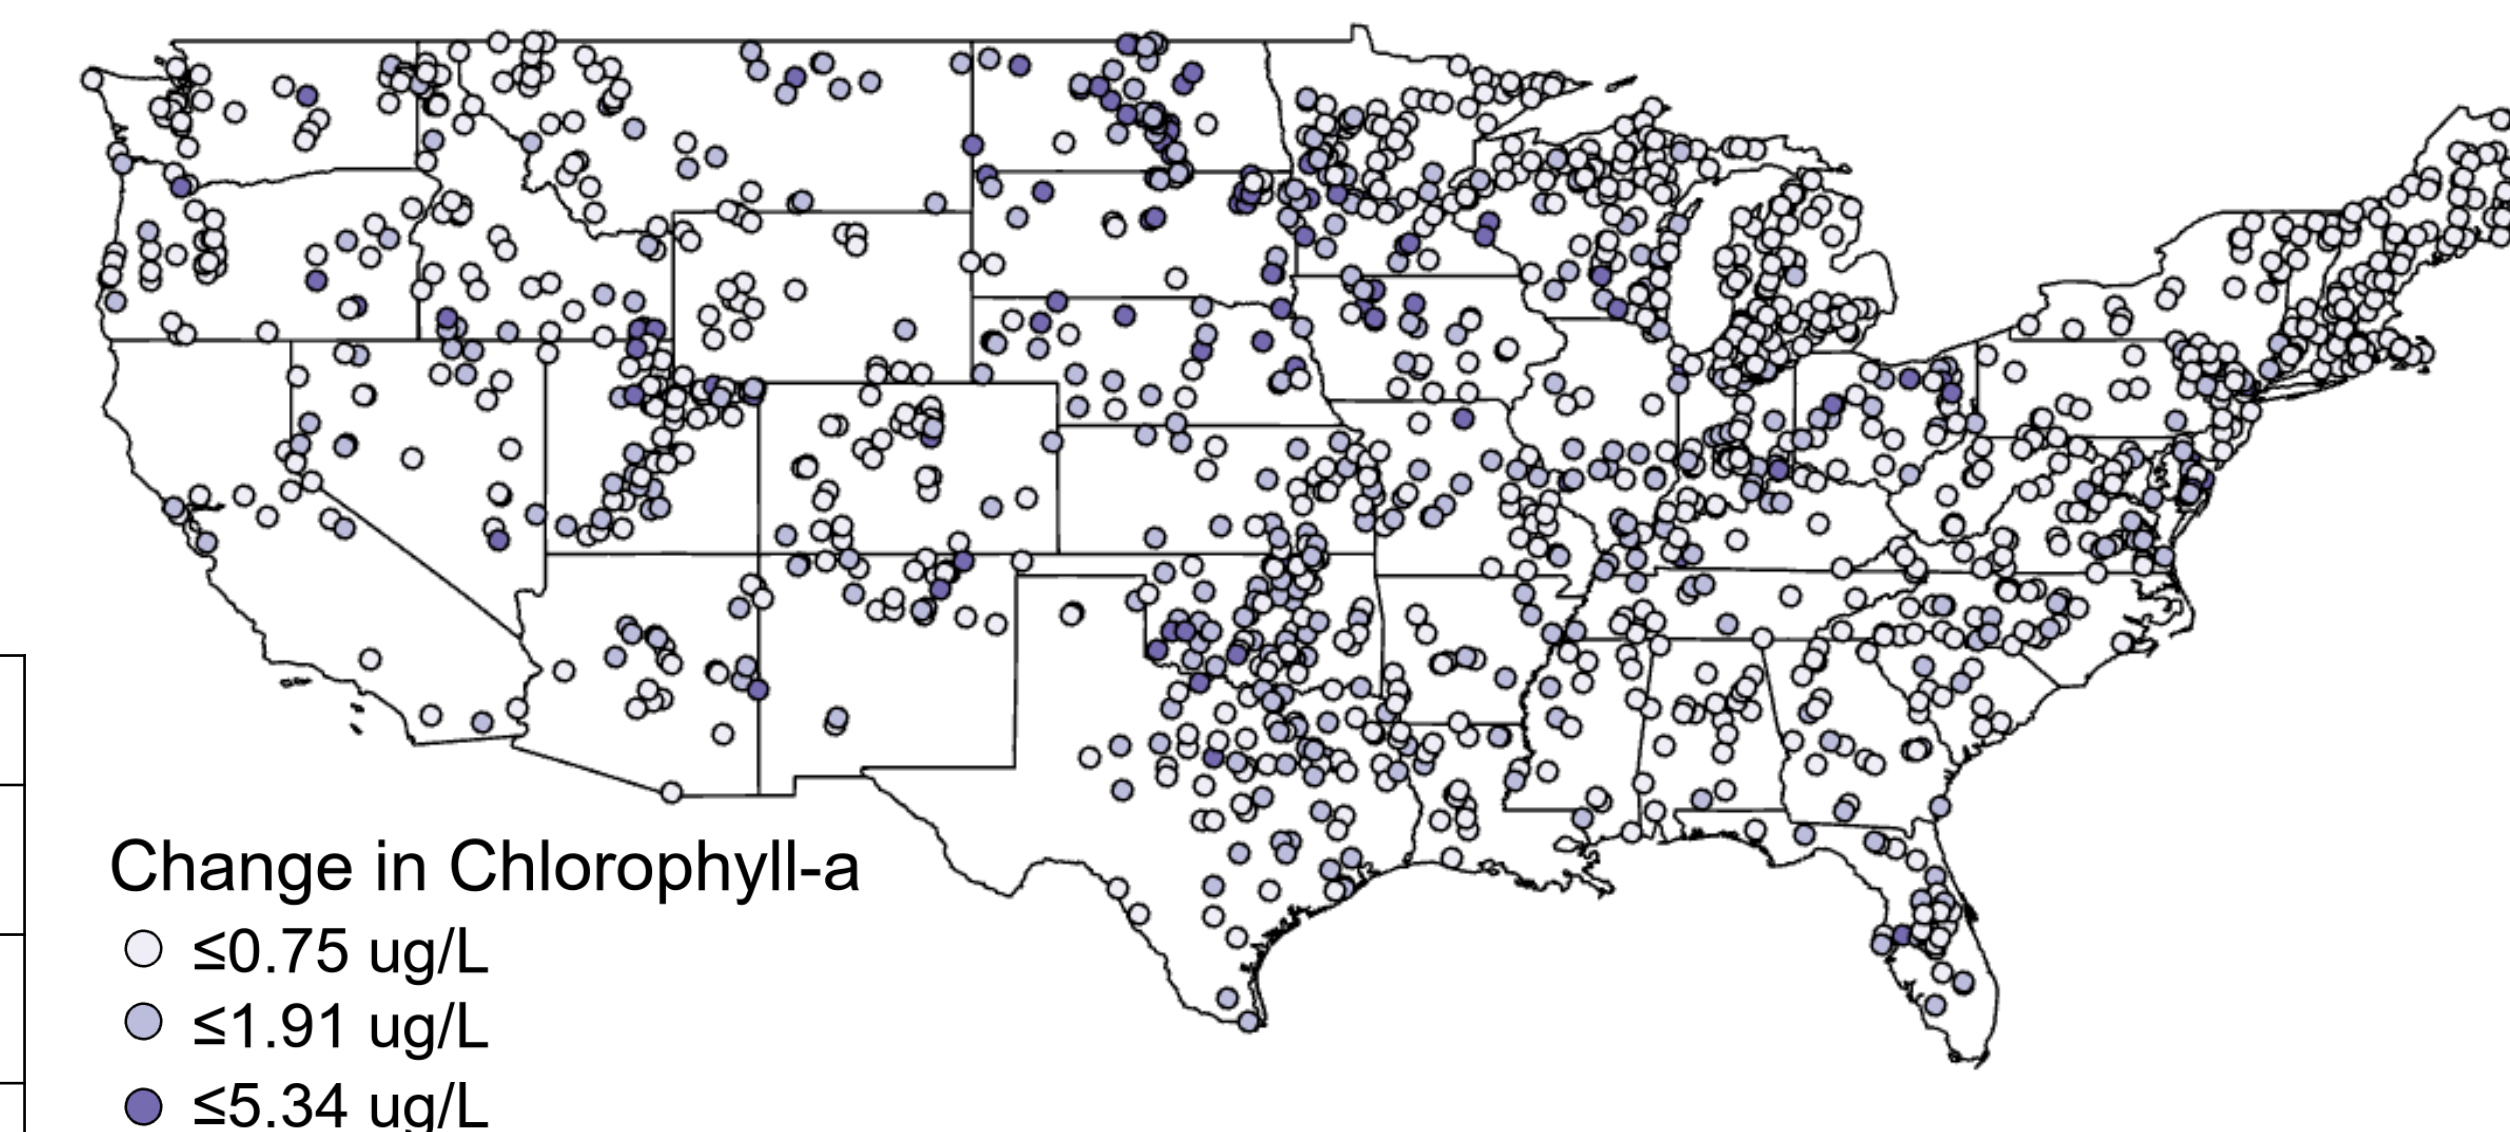 Change in Chlorophyll-a
≤0.75 ug/L
≤1.91 ug/L
≤5.34 ug/L